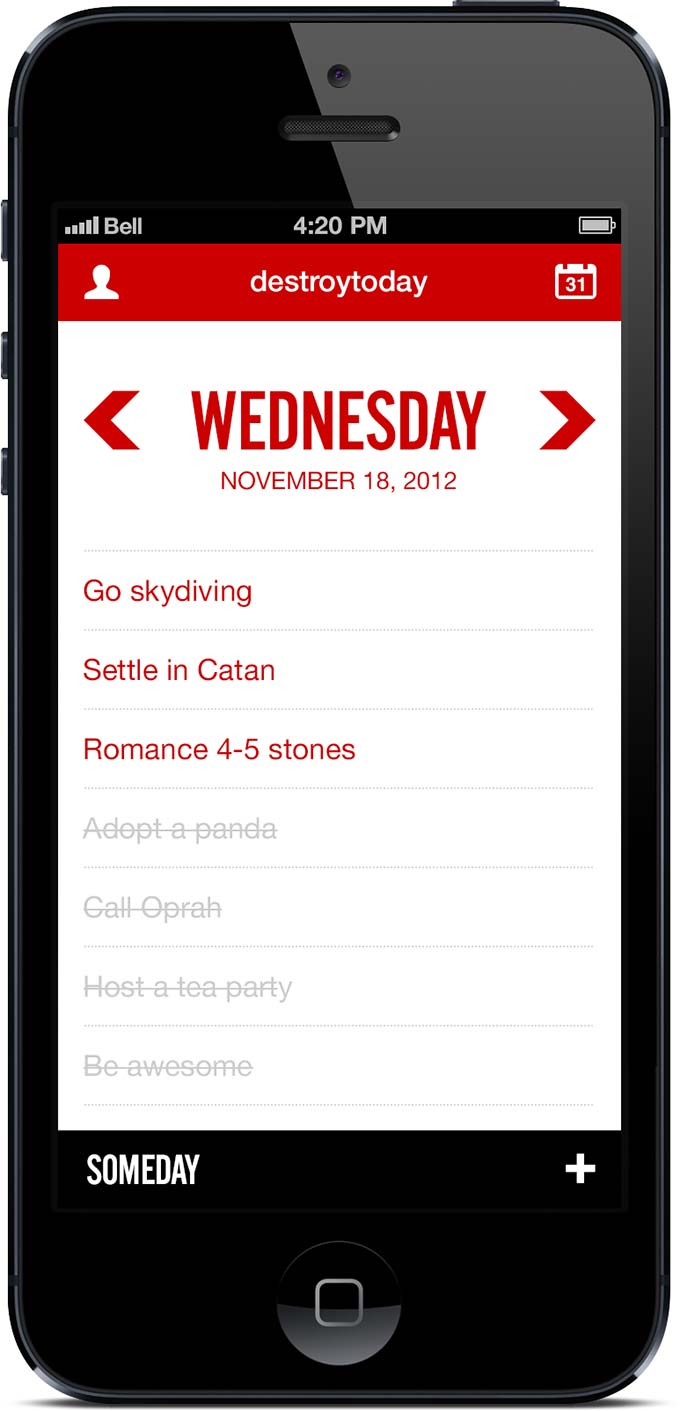 Bell 4:20 PM
destroytoday 31
WEDNESDAY
NOVEMBER 18, 2012
Go skydiving
Settle in Catan
Romance 4-5 stones
Adopt a panda
Call Oprah
Host a tea party
Be awesome
SOMEDAY